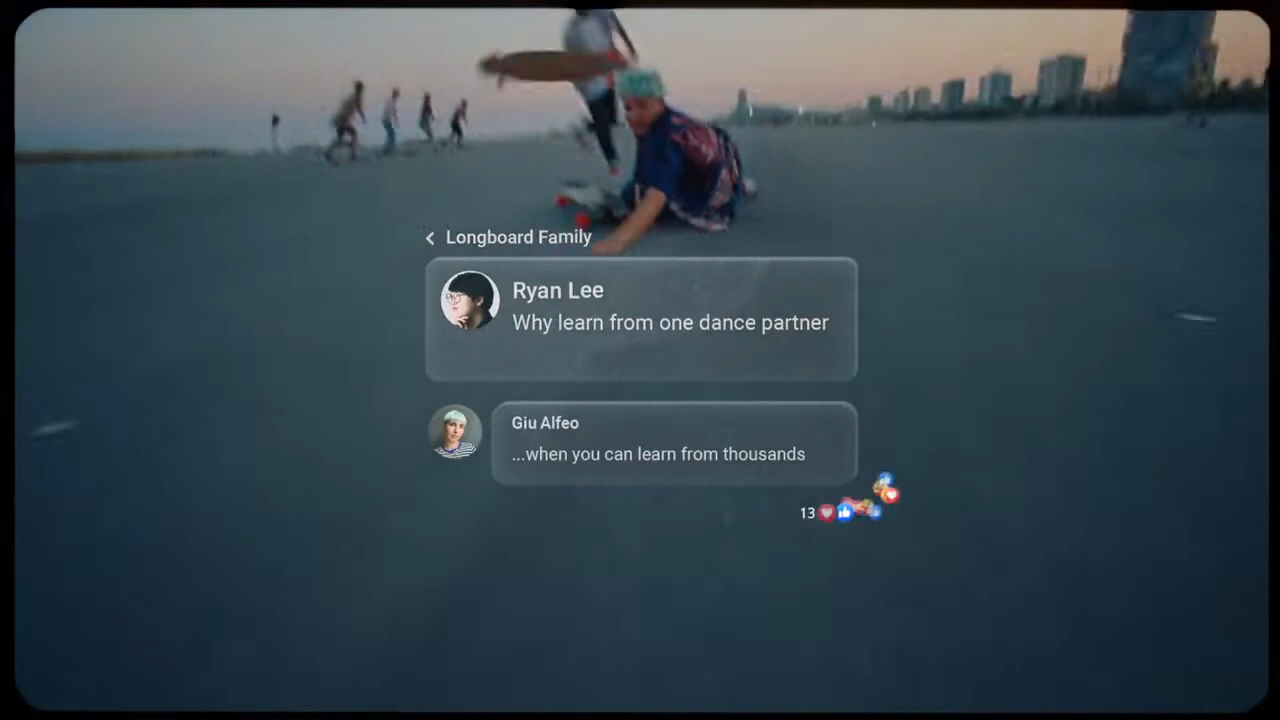 Longboard Family
Ryan Lee
Why learn from one dance partner
Giu Alfeo
...when you can learn from thousands
13